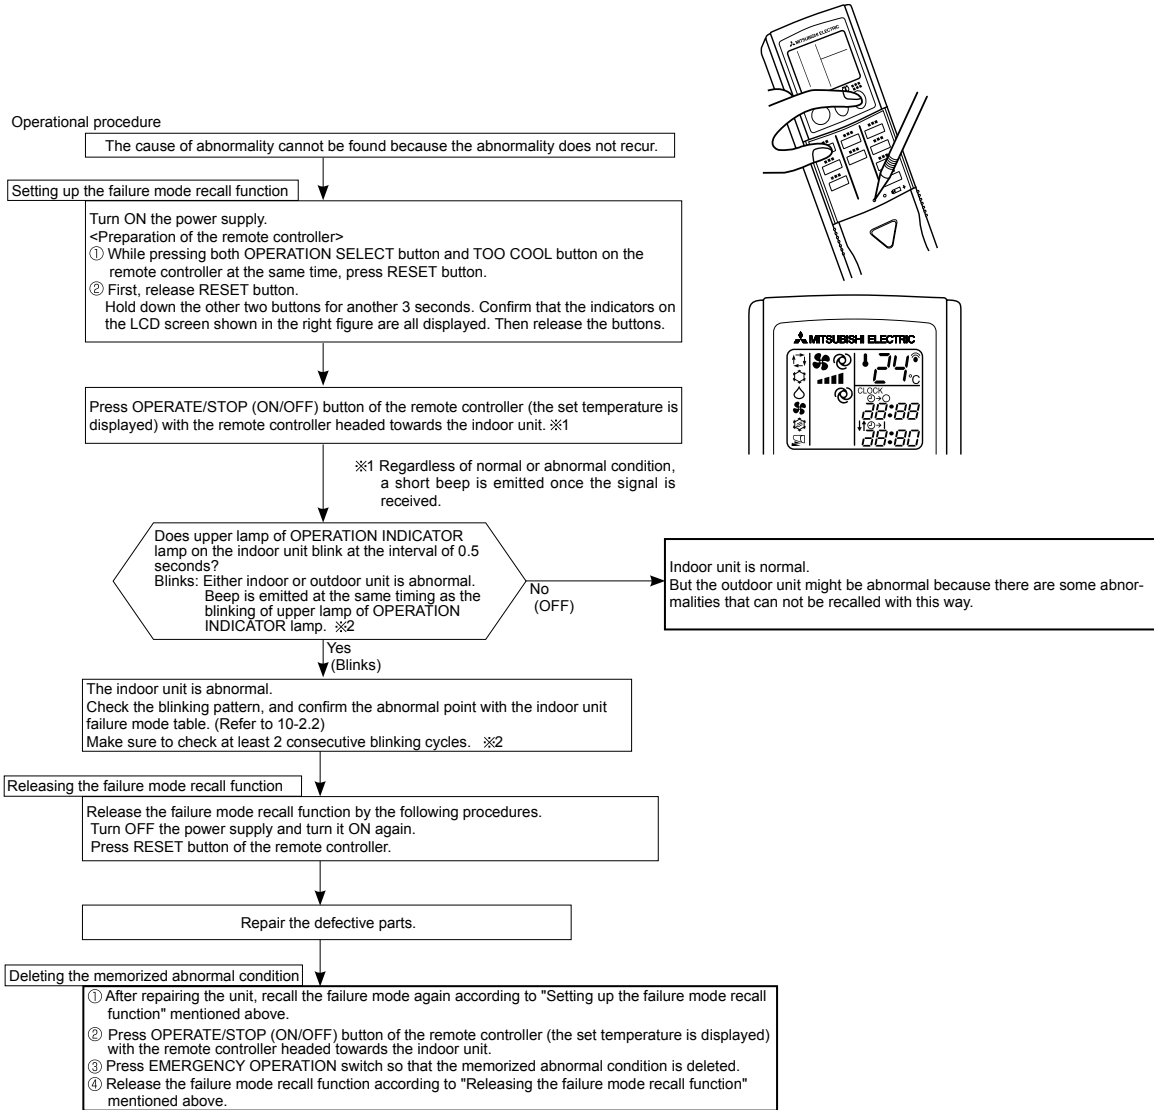 Operational procedure
The cause of abnormality cannot be found because the abnormality does not recur.
Setting up the failure mode recall function
Turn ON the power supply.
<Preparation of the remote controller>
① While pressing both OPERATION SELECT button and TOO COOL button on the
remote controller at the same time, press RESET button.
② First, release RESET button.
Hold down the other two buttons for another 3 seconds. Confirm that the indicators on
the LCD screen shown in the right figure are all displayed. Then release the buttons.
MITSUBISHI ELECTRIC
MITSUBISHI ELECTRIC
24°C
CLOCK
88:88
88:80
Press OPERATE/STOP (ON/OFF) button of the remote controller (the set temperature is
displayed) with the remote controller headed towards the indoor unit. ※1
※1 Regardless of normal or abnormal condition,
a short beep is emitted once the signal is
received.
Does upper lamp of OPERATION INDICATOR
lamp on the indoor unit blink at the interval of 0.5
seconds?
Blinks: Either indoor or outdoor unit is abnormal.
Beep is emitted at the same timing as the
blinking of upper lamp of OPERATION
INDICATOR lamp. ※2
No
(OFF)
Indoor unit is normal.
But the outdoor unit might be abnormal because there are some abnor-
malities that can not be recalled with this way.
Yes
(Blinks)
The indoor unit is abnormal.
Check the blinking pattern, and confirm the abnormal point with the indoor unit
failure mode table. (Refer to 10-2.2)
Make sure to check at least 2 consecutive blinking cycles. ※2
Releasing the failure mode recall function
Release the failure mode recall function by the following procedures.
Turn OFF the power supply and turn it ON again.
Press RESET button of the remote controller.
Repair the defective parts.
Deleting the memorized abnormal condition
① After repairing the unit, recall the failure mode again according to "Setting up the failure mode recall
function" mentioned above.
② Press OPERATE/STOP (ON/OFF) button of the remote controller (the set temperature is displayed)
with the remote controller headed towards the indoor unit.
③ Press EMERGENCY OPERATION switch so that the memorized abnormal condition is deleted.
④ Release the failure mode recall function according to "Releasing the failure mode recall function"
mentioned above.